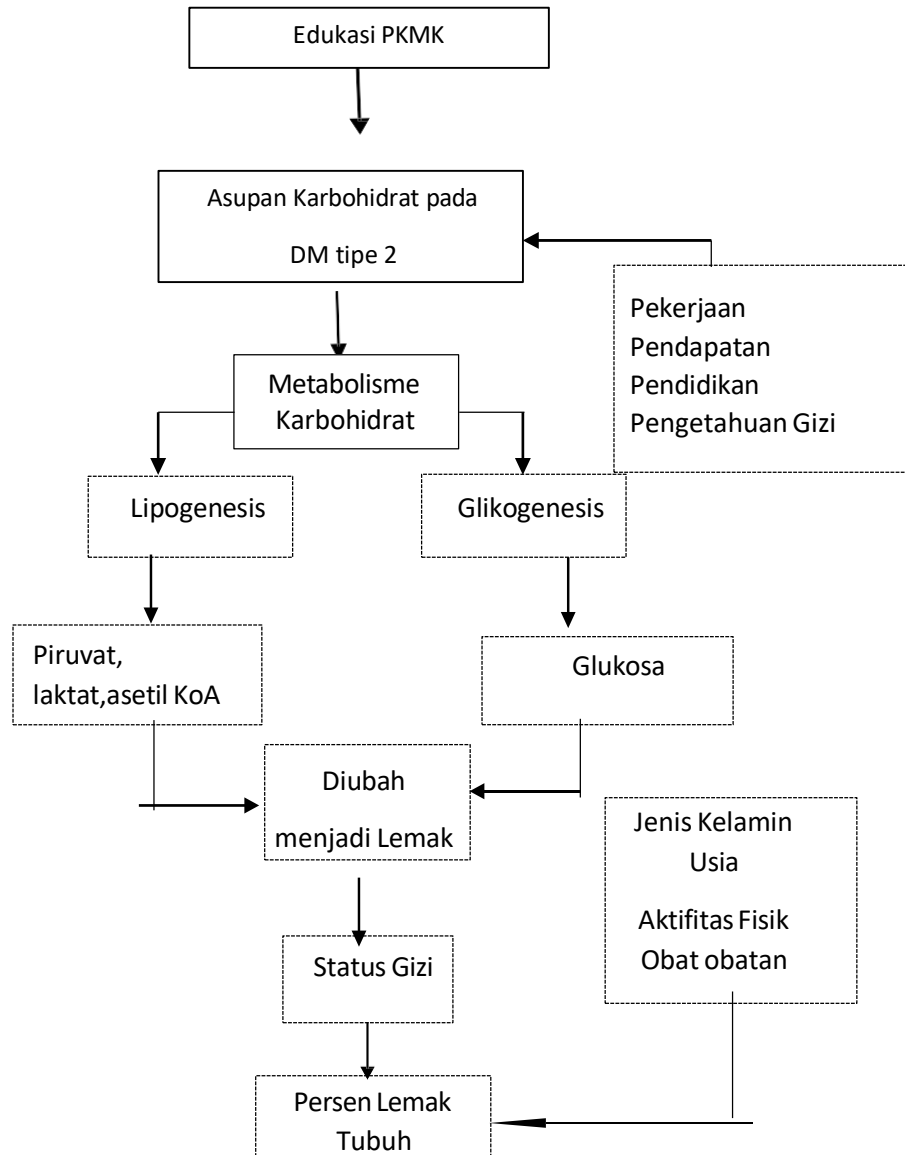 Edukasi PKMK
Asupan Karbohidrat pada
DM tipe 2
Pekerjaan
Pendapatan
Pendidikan
Pengetahuan Gizi
Metabolisme
Karbohidrat
Lipogenesis
Glikogenesis
Piruvat,
laktat,asetil KoA
Glukosa
Diubah
menjadi Lemak
Jenis Kelamin
Usia
Aktifitas Fisik
Obat obatan
Status Gizi
Persen Lemak
Tubuh